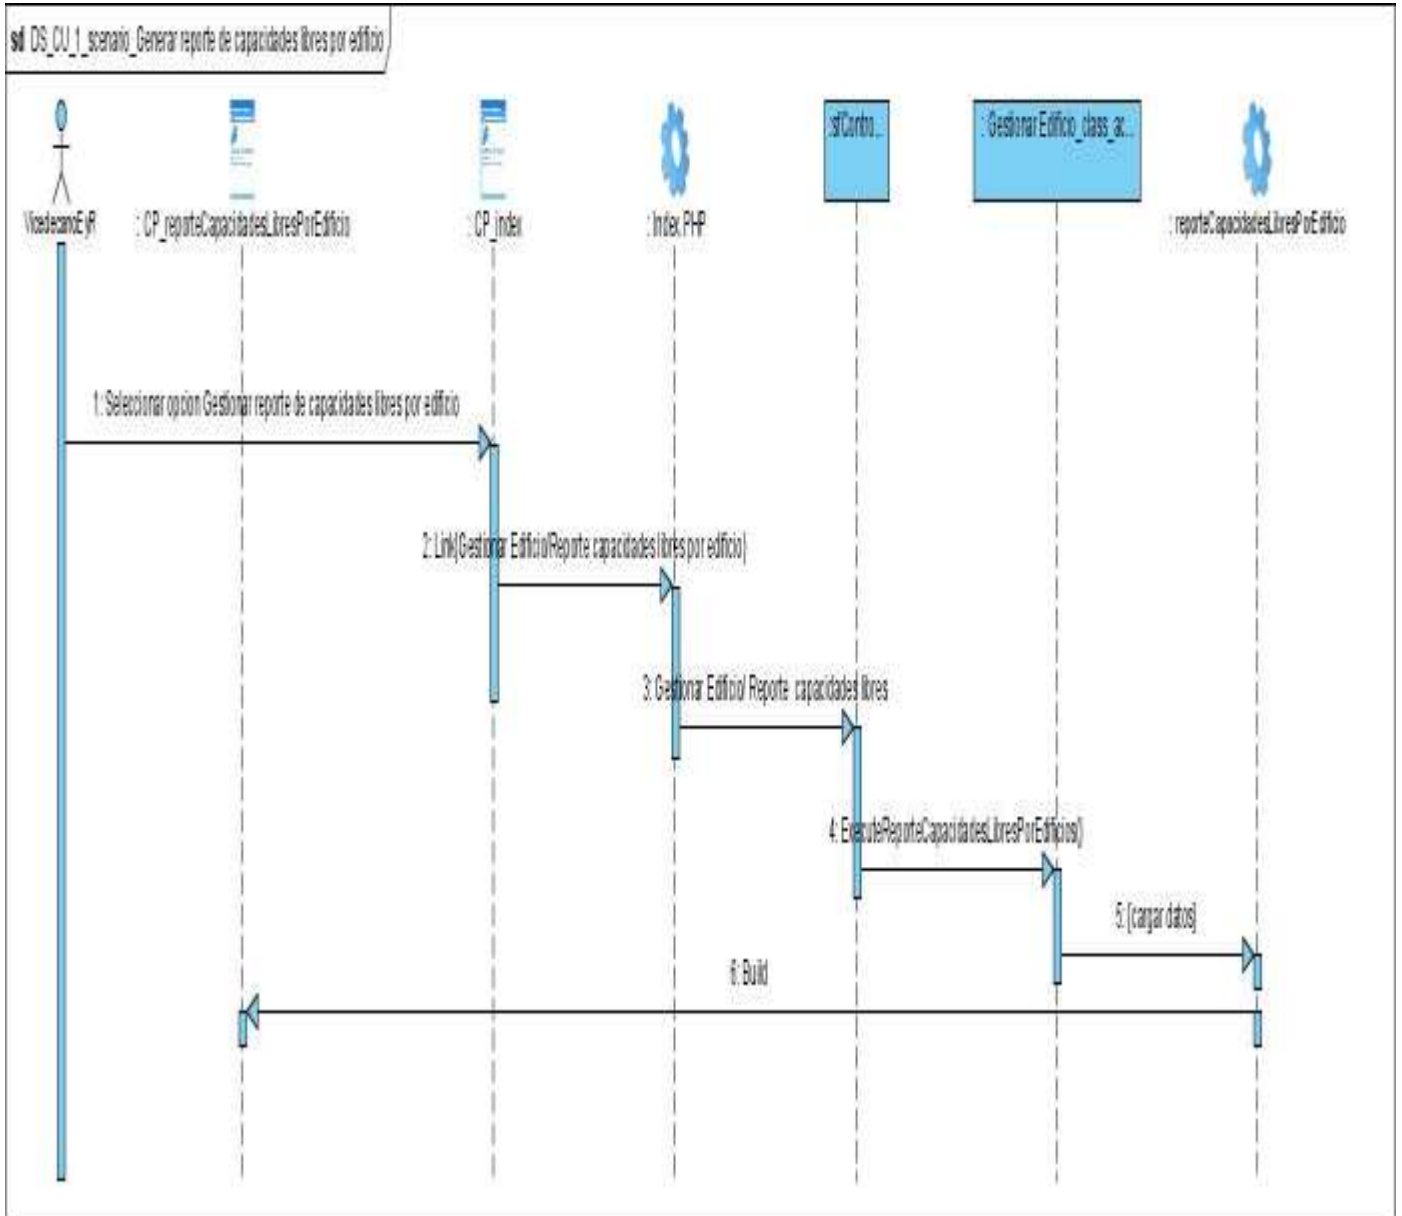 sd DS_CU_1_scenario_Generar reporte de capacidades libres por edificio
VicedecanoEyR
: CP_reporteCapacidadesLibresPorEdificio
: CP_index
: Index PHP
:sfContro...
: Gestionar Edificio_class_ac...
: reporteCapacidadesLibresPorEdificio
1: Seleccionar opcion Gestionar reporte de capacidades libres por edificio
2: Link(Gestionar Edificio/Reporte capacidades libres por edificio)
3: Gestionar Edificio/ Reporte capacidades libres
4: ExecuteReporteCapacidadesLibresPorEdificios()
5: [cargar datos]
6: Build